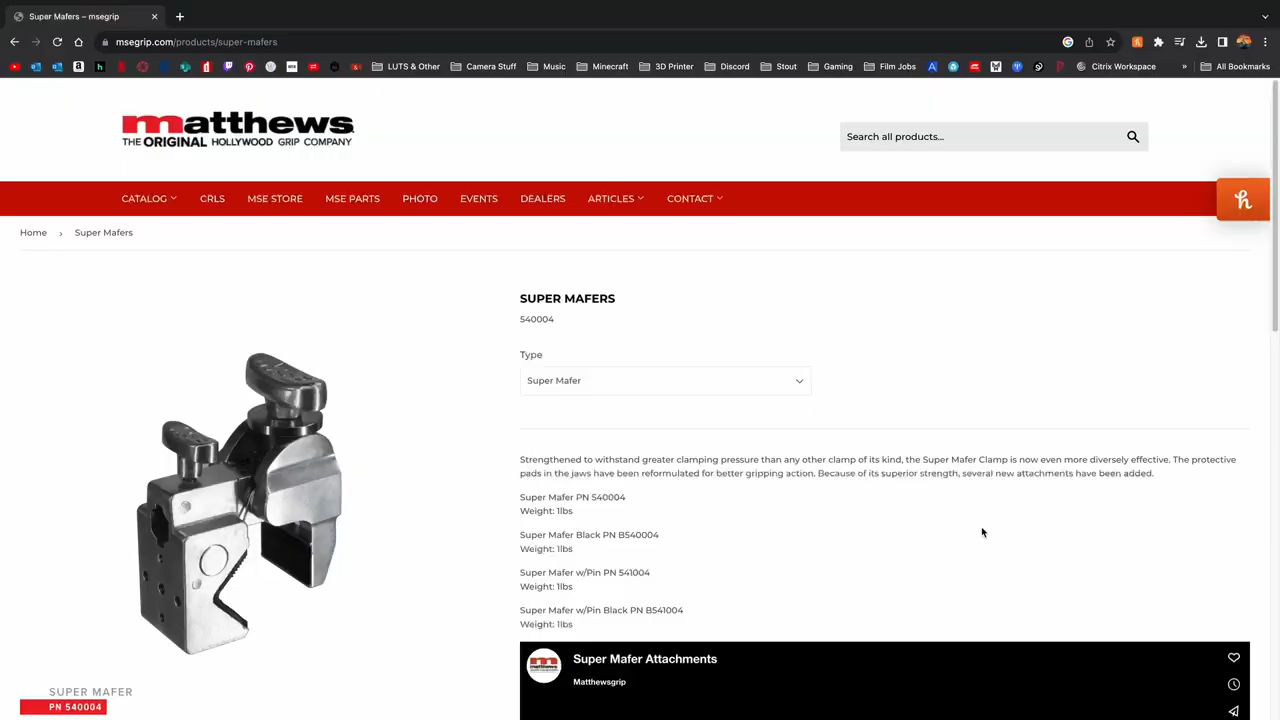 Super Mafers – msegrip
msegrip.com/products/super-mafers
LUTS & Other
Camera Stuff
Music
Minecraft
3D Printer
Discord
Stout
Gaming
Film Jobs
Citrix Workspace
»
All Bookmarks
matthews
THE ORIGINAL HOLLYWOOD GRIP COMPANY
Search all products...
CATALOG
CRLS
MSE STORE
MSE PARTS
PHOTO
EVENTS
DEALERS
ARTICLES
CONTACT
Home › Super Mafers
SUPER MAFERS
540004
Type
Super Mafer
Strengthened to withstand greater clamping pressure than any other clamp of its kind, the Super Mafer Clamp is now even more diversely effective. The protective
pads in the jaws have been reformulated for better gripping action. Because of its superior strength, several new attachments have been added.
Super Mafer PN 540004
Weight: 1lbs
Super Mafer Black PN B540004
Weight: 1lbs
Super Mafer w/Pin PN 541004
Weight: 1lbs
Super Mafer w/Pin Black PN B541004
Weight: 1lbs
SUPER MAFER
PN 540004
Super Mafer Attachments
Matthewsgrip